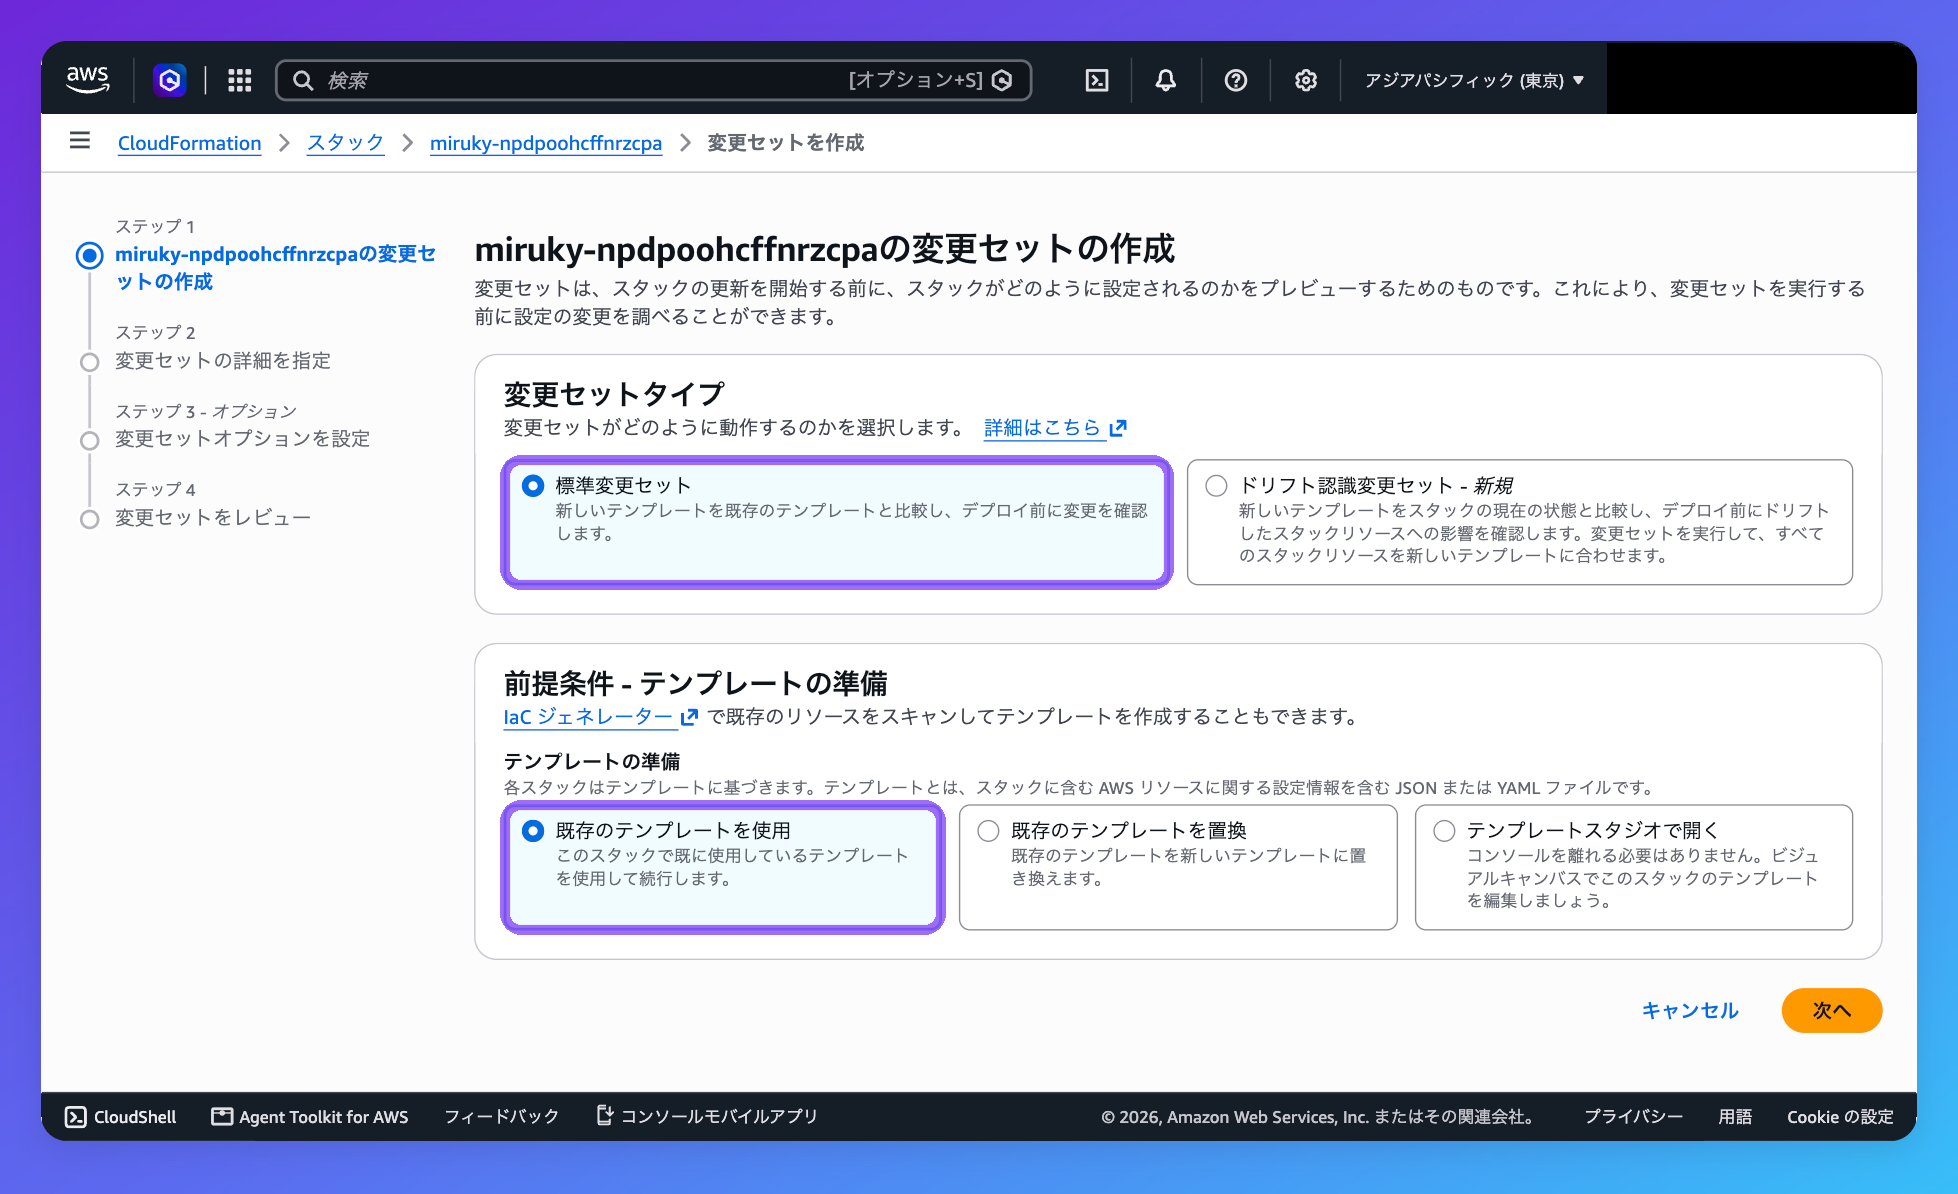 aws
検索
[オプション+S]
アジアパシフィック (東京) ▼
CloudFormation
スタック
miruky-npdpoohcffnrzcpa
変更セットを作成
ステップ 1
miruky-npdpoohcffnrzcpaの変更セ
ットの作成
ステップ 2
変更セットの詳細を指定
ステップ 3 - オプション
変更セットオプションを設定
ステップ 4
変更セットをレビュー
miruky-npdpoohcffnrzcpaの変更セットの作成
変更セットは、スタックの更新を開始する前に、スタックがどのように設定されるのかをプレビューするためのものです。これにより、変更セットを実行する
前に設定の変更を調べることができます。
変更セットタイプ
変更セットがどのように動作するのかを選択します。 詳細はこちら
標準変更セット
新しいテンプレートを既存のテンプレートと比較し、デプロイ前に変更を確認
します。
ドリフト認識変更セット - 新規
新しいテンプレートをスタックの現在の状態と比較し、デプロイ前にドリフト
したスタックリソースへの影響を確認します。変更セットを実行して、すべて
のスタックリソースを新しいテンプレートに合わせます。
前提条件 - テンプレートの準備
IaC ジェネレーター で既存のリソースをスキャンしてテンプレートを作成することもできます。
テンプレートの準備
各スタックはテンプレートに基づきます。テンプレートとは、スタックに含む AWS リソースに関する設定情報を含む JSON または YAML ファイルです。
既存のテンプレートを使用
このスタックで既に使用しているテンプレート
を使用して続行します。
既存のテンプレートを置換
既存のテンプレートを新しいテンプレートに置
き換えます。
テンプレートスタジオで開く
コンソールを離れる必要はありません。ビジュ
アルキャンバスでこのスタックのテンプレート
を編集しましょう。
キャンセル
次へ
CloudShell
Agent Toolkit for AWS
フィードバック
コンソールモバイルアプリ
© 2026, Amazon Web Services, Inc. またはその関連会社。
プライバシー
用語
Cookie の設定